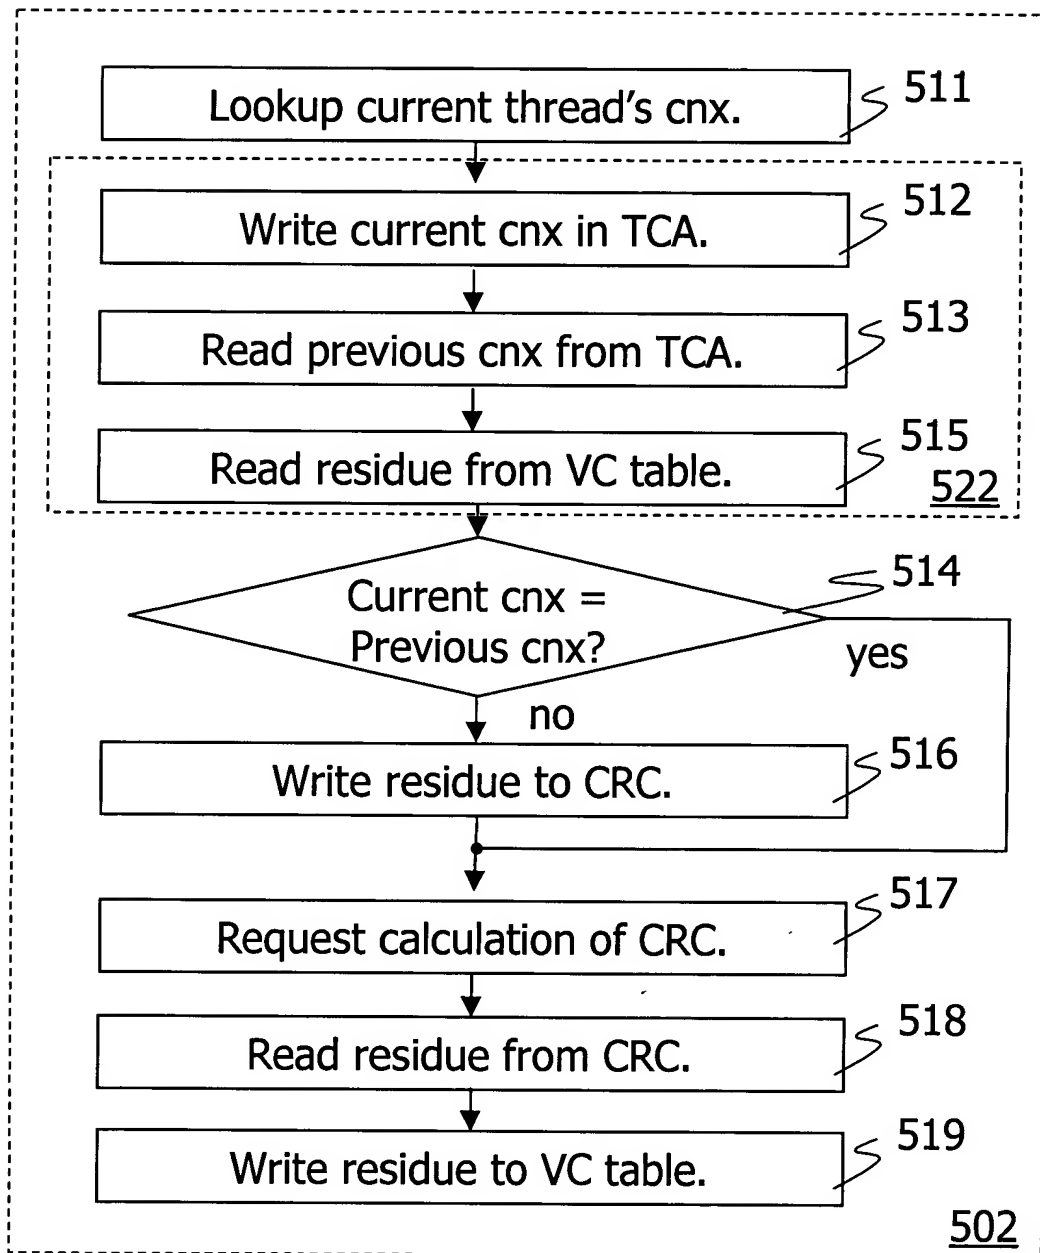 Lookup current thread's cnx.
511
Write current cnx in TCA.
512
Read previous cnx from TCA.
513
Read residue from VC table.
515
522
Current cnx =
Previous cnx?
514
yes
no
Write residue to CRC.
516
Request calculation of CRC.
517
Read residue from CRC.
518
Write residue to VC table.
519
502